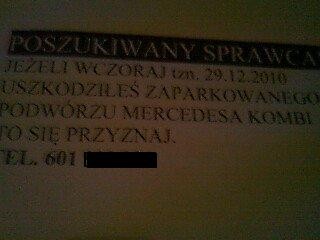 POSZUKIWANY SPRAWCA
JEŻELI WCZORAJ tzn. 29.12.2010
USZKODZIŁEŚ ZAPARKOWANEGO
PODWÓRZU MERCEDESA KOMBI
TO SIĘ PRZYZNAJ.
TEL. 601